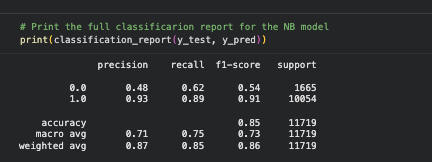 # Print the full classificarion report for the NB model
print(classification_report(y_test, y_pred))
precision recall f1-score support
0.0 0.48 0.62 0.54 1665
1.0 0.93 0.89 0.91 10054
accuracy 0.85 11719
macro avg 0.71 0.75 0.73 11719
weighted avg 0.87 0.85 0.86 11719